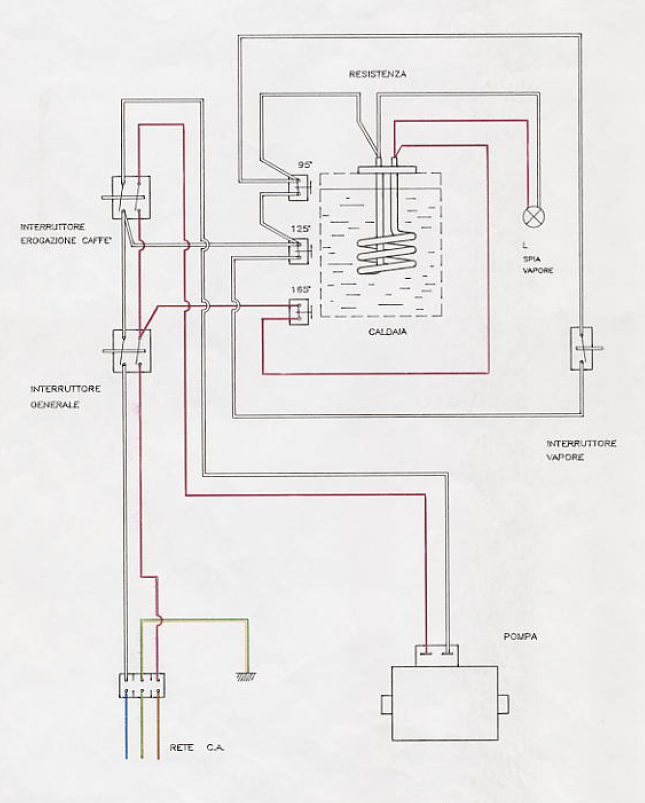 RESISTENZA
95°
INTERRUTTORE
EROGAZIONE CAFFE'
125°
L
SPIA
VAPORE
165°
CALDAIA
INTERRUTTORE
GENERALE
INTERRUTTORE
VAPORE
POMPA
RETE C.A.